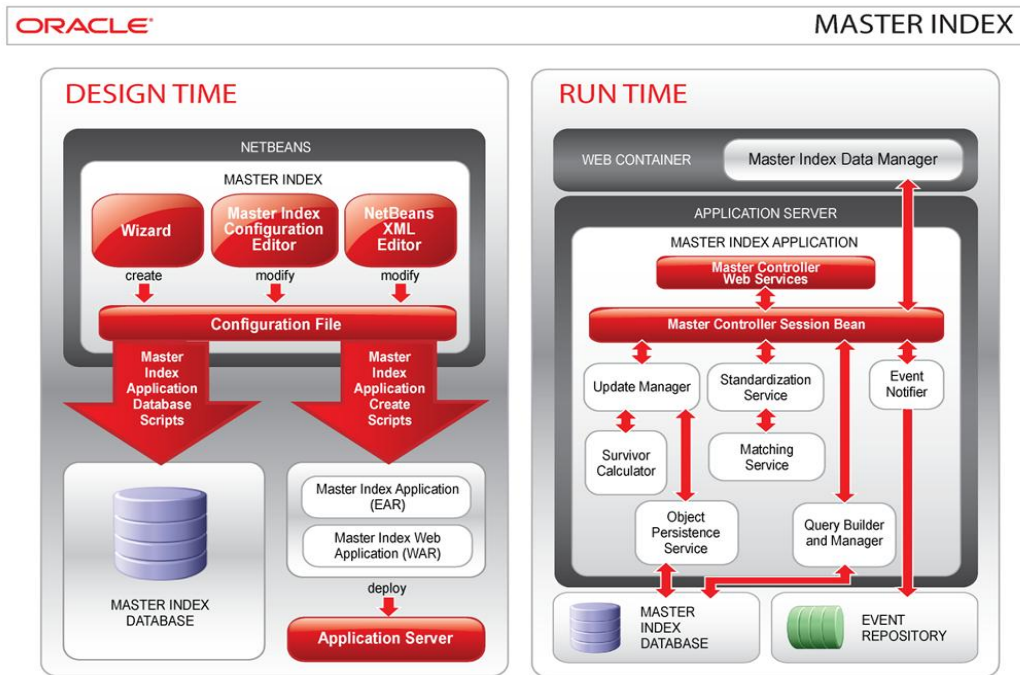 ORACLE
MASTER INDEX
DESIGN TIME
NETBEANS
MASTER INDEX
Wizard
Master Index
Configuration
Editor
NetBeans
XML
Editor
create
modify
modify
Configuration File
Master
Index
Application
Database
Scripts
Master
Index
Application
Create
Scripts
MASTER INDEX
DATABASE
Master Index Application
(EAR)
Master Index Web
Application (WAR)
deploy
Application Server
RUN TIME
WEB CONTAINER
Master Index Data Manager
APPLICATION SERVER
MASTER INDEX APPLICATION
Master Controller
Web Services
Master Controller Session Bean
Update Manager
Standardization
Service
Event
Notifier
Survivor
Calculator
Matching
Service
Object
Persistence
Service
Query Builder
and Manager
MASTER
INDEX
DATABASE
EVENT
REPOSITORY